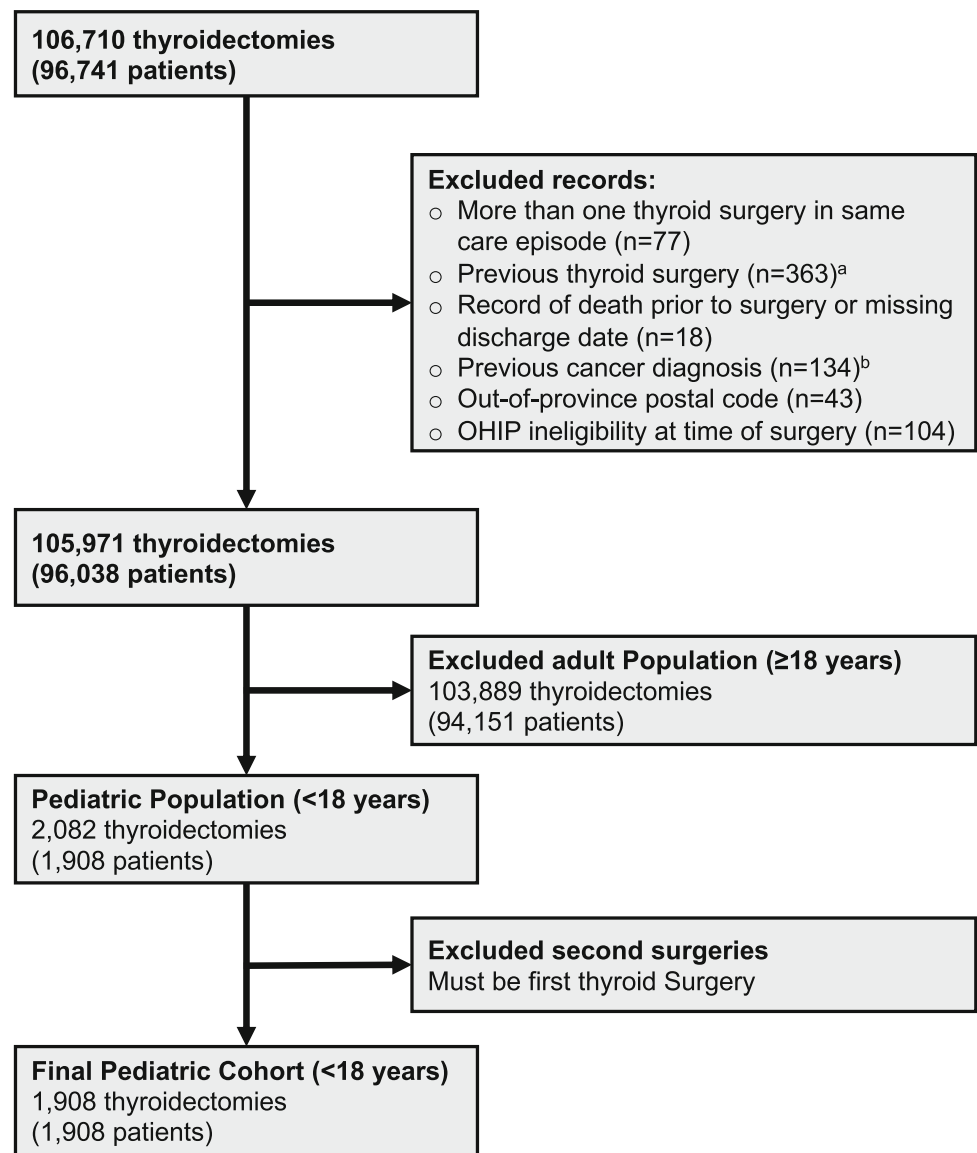 106,710 thyroidectomies
(96,741 patients)
Excluded records:
○ More than one thyroid surgery in same
care episode (n=77)
○ Previous thyroid surgery (n=363)ᵃ
○ Record of death prior to surgery or missing
discharge date (n=18)
○ Previous cancer diagnosis (n=134)ᵇ
○ Out-of-province postal code (n=43)
○ OHIP ineligibility at time of surgery (n=104)
105,971 thyroidectomies
(96,038 patients)
Excluded adult Population (≥18 years)
103,889 thyroidectomies
(94,151 patients)
Pediatric Population (<18 years)
2,082 thyroidectomies
(1,908 patients)
Excluded second surgeries
Must be first thyroid Surgery
Final Pediatric Cohort (<18 years)
1,908 thyroidectomies
(1,908 patients)